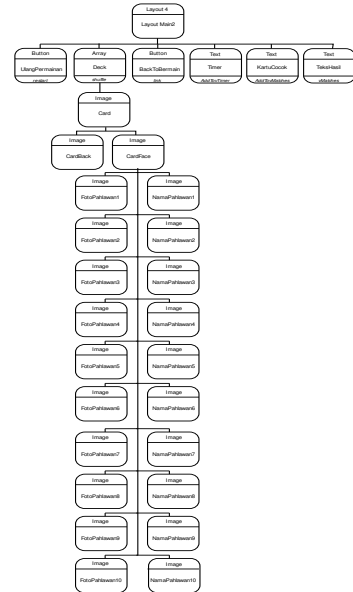 Layout 4
Layout Main2
Button
UlangPermainan
restart
Array
Deck
shuffle
Button
BackToBermain
link
Text
Timer
AddToTimer
Text
KartuCocok
AddToMatches
Text
TeksHasil
Image
Card
Image
CardBack
Image
CardFace
Image
FotoPahlawan1
Image
NamaPahlawan1
Image
FotoPahlawan2
Image
NamaPahlawan2
Image
FotoPahlawan3
Image
NamaPahlawan3
Image
FotoPahlawan4
Image
NamaPahlawan4
Image
FotoPahlawan5
Image
NamaPahlawan5
Image
FotoPahlawan6
Image
NamaPahlawan6
Image
FotoPahlawan7
Image
NamaPahlawan7
Image
FotoPahlawan8
Image
NamaPahlawan8
Image
FotoPahlawan9
Image
NamaPahlawan9
Image
FotoPahlawan10
Image
NamaPahlawan10